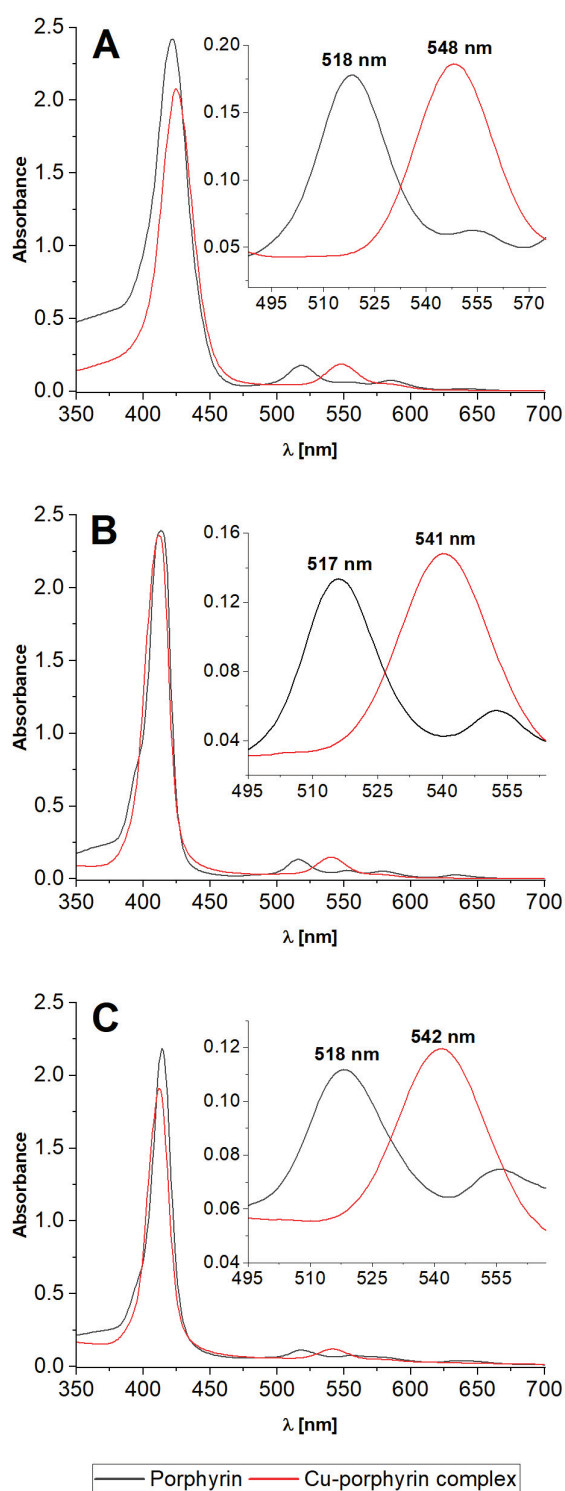 A
2.5
2.0
1.5
1.0
0.5
0.0
Absorbance
350 400 450 500 550 600 650 700
λ [nm]
518 nm
548 nm
0.20
0.15
0.10
0.05
495 510 525 540 555 570
B
2.5
2.0
1.5
1.0
0.5
0.0
Absorbance
350 400 450 500 550 600 650 700
λ [nm]
517 nm
541 nm
0.16
0.12
0.08
0.04
495 510 525 540 555
C
2.5
2.0
1.5
1.0
0.5
0.0
Absorbance
350 400 450 500 550 600 650 700
λ [nm]
518 nm
542 nm
0.12
0.10
0.08
0.06
0.04
495 510 525 540 555
Porphyrin Cu-porphyrin complex